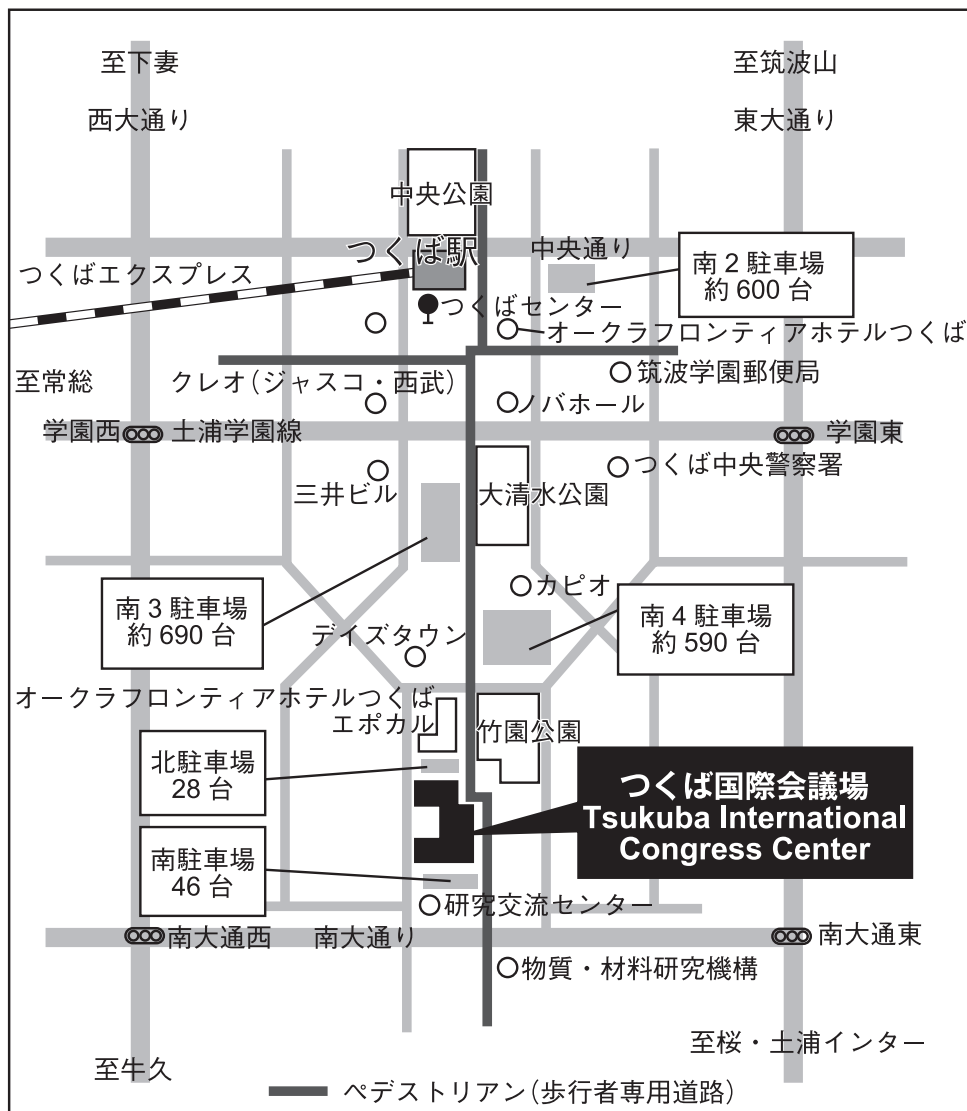 至下妻
至筑波山
西大通り
東大通り
中央公園
つくば駅
中央通り
南2駐車場
約600台
つくばエクスプレス
つくばセンター
オークラフロンティアホテルつくば
至常総
クレオ(ジャスコ・西武)
筑波学園郵便局
ノバホール
学園西
土浦学園線
学園東
三井ビル
大清水公園
つくば中央警察署
カピオ
南3駐車場
約690台
デイズタウン
南4駐車場
約590台
オークラフロンティアホテルつくば
エポカル
竹園公園
北駐車場
28台
つくば国際会議場
Tsukuba International
Congress Center
南駐車場
46台
研究交流センター
南大通西
南大通り
南大通東
物質・材料研究機構
至桜・土浦インター
至牛久
ペデストリアン(歩行者専用道路)